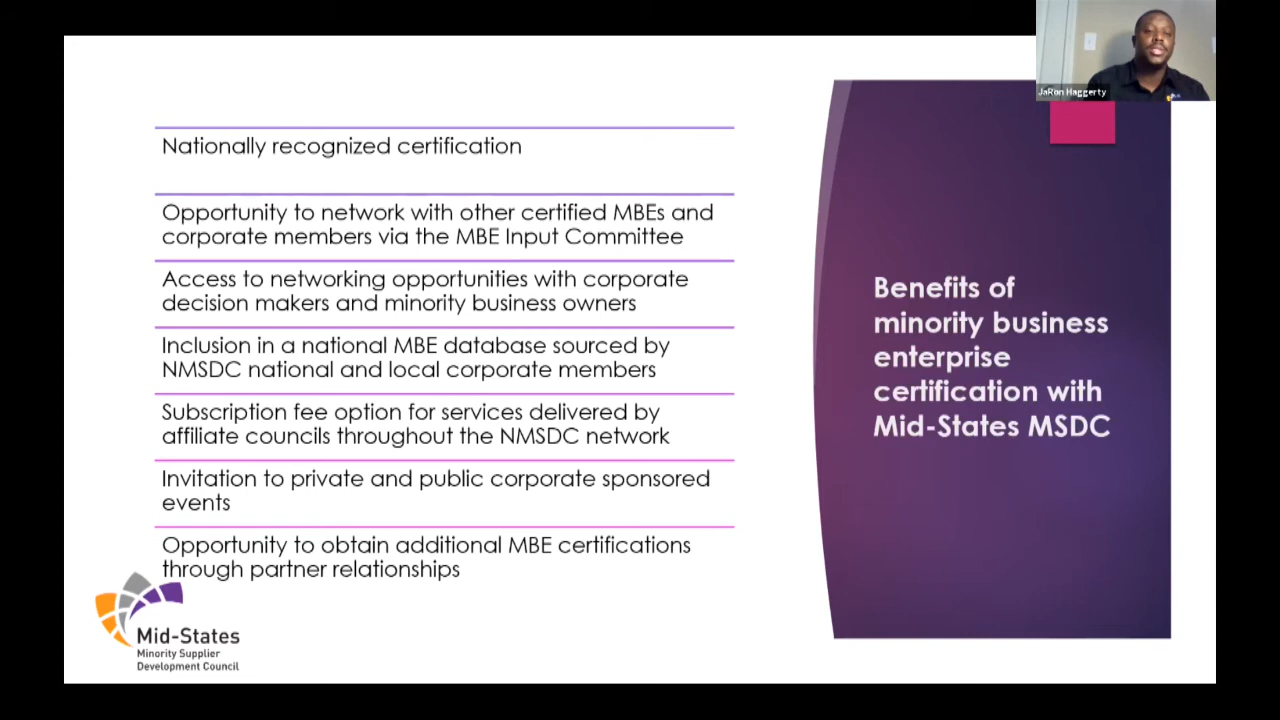 JaRon Haggerty
Nationally recognized certification
Opportunity to network with other certified MBEs and
corporate members via the MBE Input Committee
Access to networking opportunities with corporate
decision makers and minority business owners
Inclusion in a national MBE database sourced by
NMSDC national and local corporate members
Subscription fee option for services delivered by
affiliate councils throughout the NMSDC network
Invitation to private and public corporate sponsored
events
Opportunity to obtain additional MBE certifications
through partner relationships
Benefits of
minority business
enterprise
certification with
Mid-States MSDC
Mid-States
Minority Supplier
Development Council